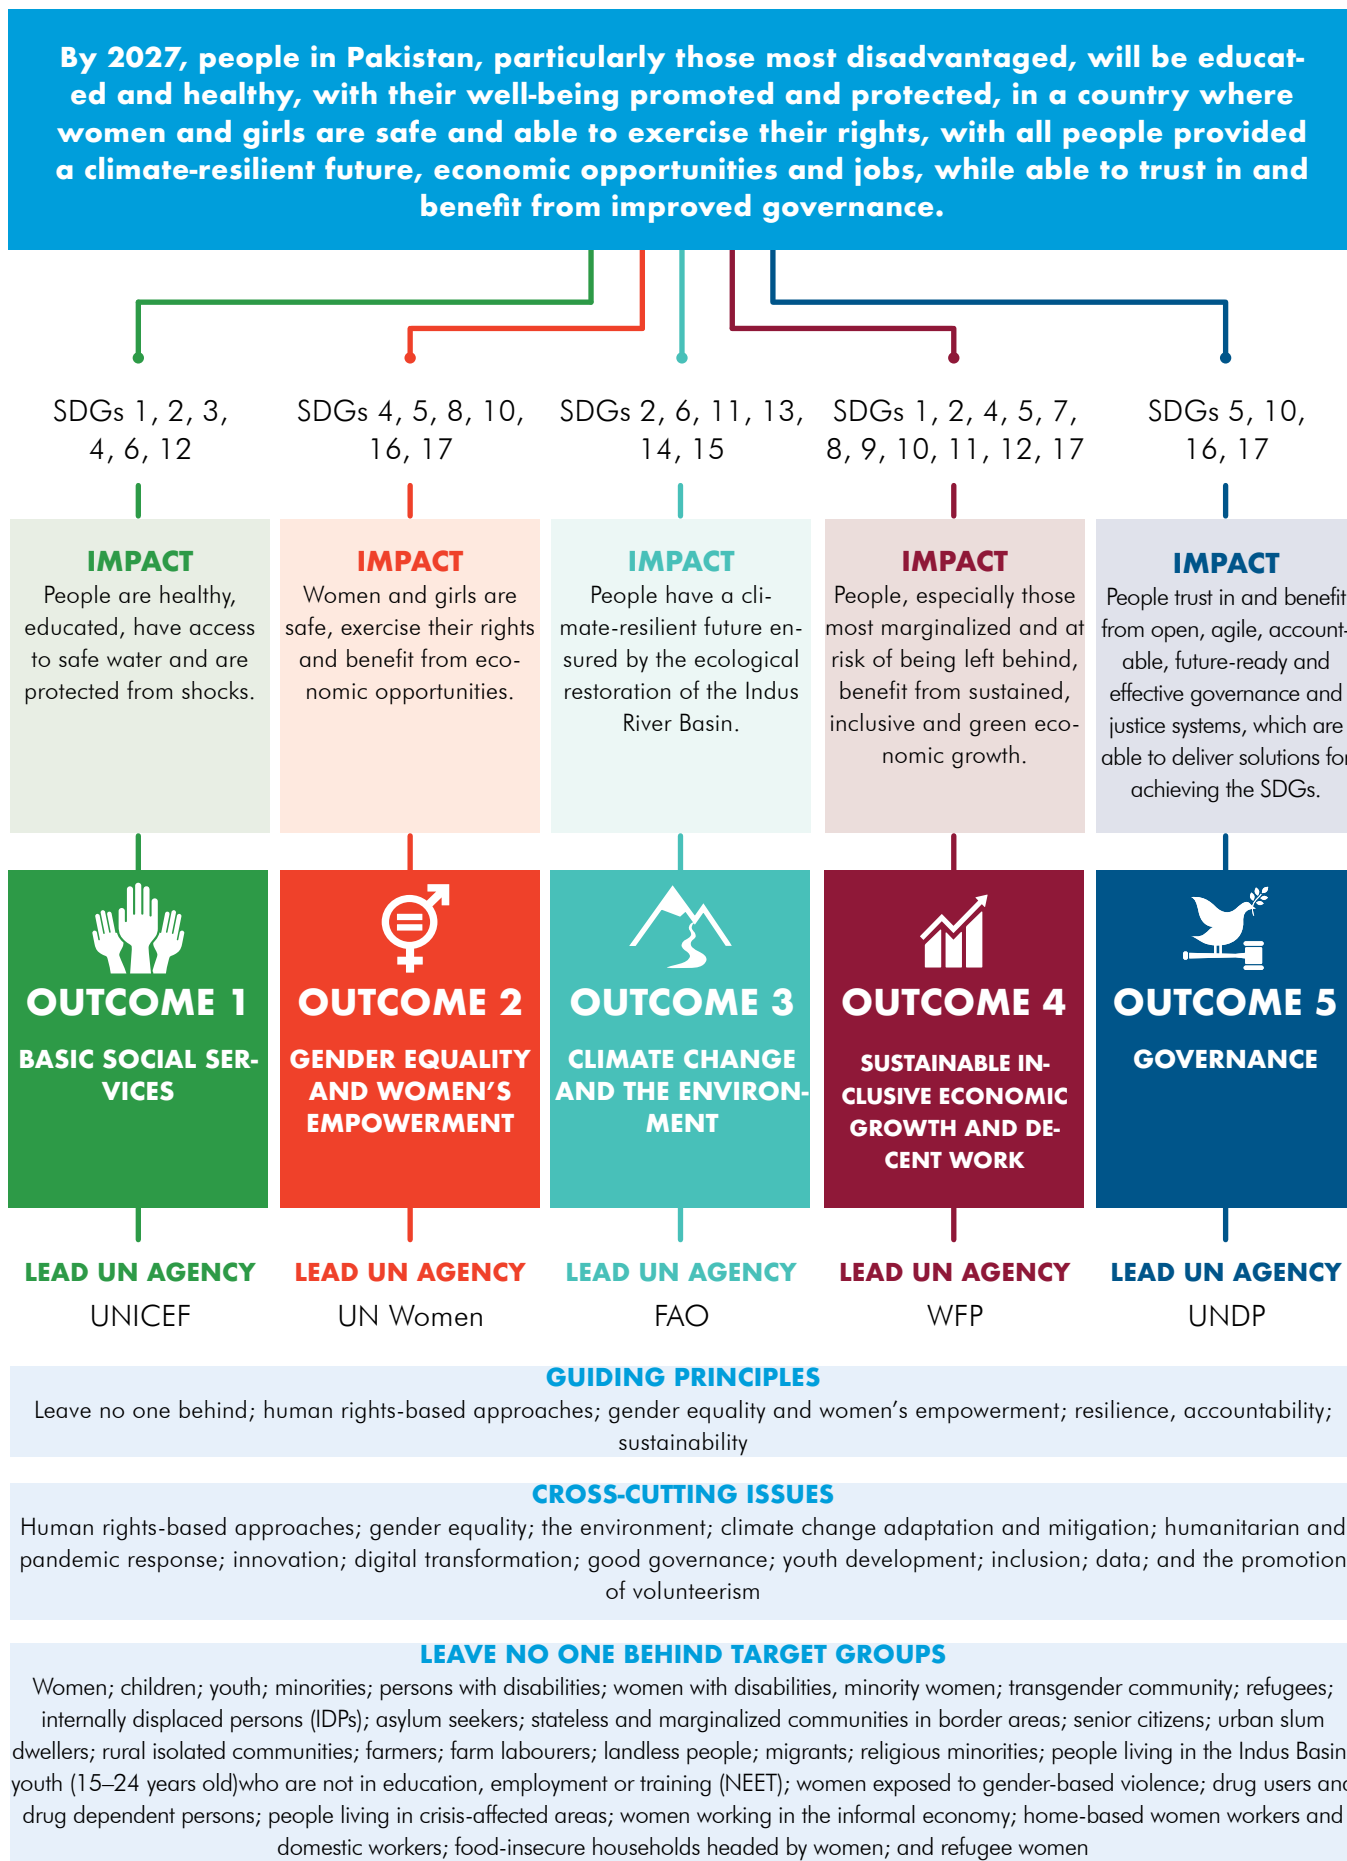 By 2027, people in Pakistan, particularly those most disadvantaged, will be educat-
ed and healthy, with their well-being promoted and protected, in a country where
women and girls are safe and able to exercise their rights, with all people provided
a climate-resilient future, economic opportunities and jobs, while able to trust in and
benefit from improved governance.
SDGs 1, 2, 3,
4, 6, 12
IMPACT
People are healthy,
educated, have access
to safe water and are
protected from shocks.
OUTCOME 1
BASIC SOCIAL SER-
VICES
LEAD UN AGENCY
UNICEF
SDGs 4, 5, 8, 10,
16, 17
IMPACT
Women and girls are
safe, exercise their rights
and benefit from eco-
nomic opportunities.
OUTCOME 2
GENDER EQUALITY
AND WOMEN'S
EMPOWERMENT
LEAD UN AGENCY
UN Women
SDGs 2, 6, 11, 13,
14, 15
IMPACT
People have a cli-
mate-resilient future en-
sured by the ecological
restoration of the Indus
River Basin.
OUTCOME 3
CLIMATE CHANGE
AND THE ENVIRON-
MENT
LEAD UN AGENCY
FAO
SDGs 1, 2, 4, 5, 7,
8, 9, 10, 11, 12, 17
IMPACT
People, especially those
most marginalized and at
risk of being left behind,
benefit from sustained,
inclusive and green eco-
nomic growth.
OUTCOME 4
SUSTAINABLE IN-
CLUSIVE ECONOMIC
GROWTH AND DE-
CENT WORK
LEAD UN AGENCY
WFP
SDGs 5, 10,
16, 17
IMPACT
People trust in and benefit
from open, agile, account-
able, future-ready and
effective governance and
justice systems, which are
able to deliver solutions for
achieving the SDGs.
OUTCOME 5
GOVERNANCE
LEAD UN AGENCY
UNDP
GUIDING PRINCIPLES
Leave no one behind; human rights-based approaches; gender equality and women's empowerment; resilience, accountability;
sustainability
CROSS-CUTTING ISSUES
Human rights-based approaches; gender equality; the environment; climate change adaptation and mitigation; humanitarian and
pandemic response; innovation; digital transformation; good governance; youth development; inclusion; data; and the promotion
of volunteerism
LEAVE NO ONE BEHIND TARGET GROUPS
Women; children; youth; minorities; persons with disabilities; women with disabilities, minority women; transgender community; refugees;
internally displaced persons (IDPs); asylum seekers; stateless and marginalized communities in border areas; senior citizens; urban slum
dwellers; rural isolated communities; farmers; farm labourers; landless people; migrants; religious minorities; people living in the Indus Basin
youth (15–24 years old)who are not in education, employment or training (NEET); women exposed to gender-based violence; drug users and
drug dependent persons; people living in crisis-affected areas; women working in the informal economy; home-based women workers and
domestic workers; food-insecure households headed by women; and refugee women